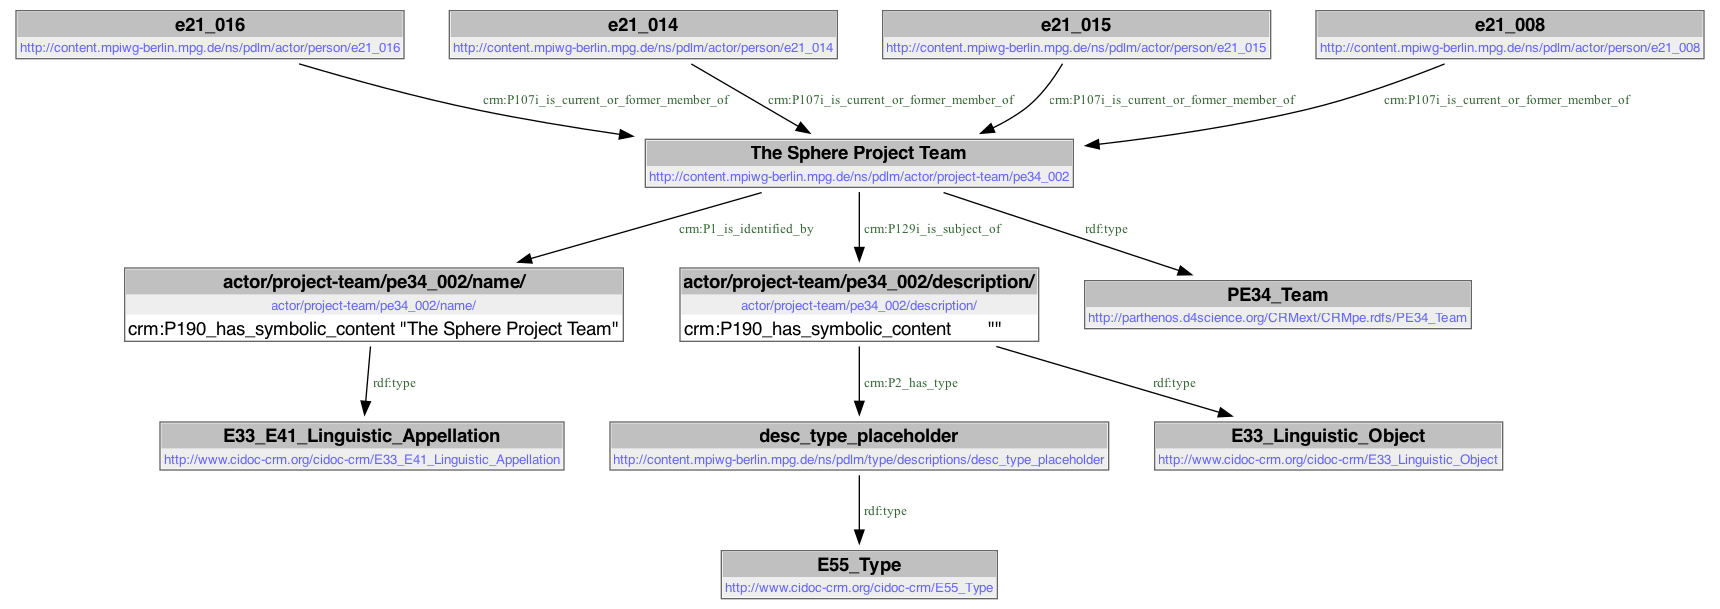 e21_016
http://content.mpiwg-berlin.mpg.de/ns/pdlm/actor/person/e21_016
e21_014
http://content.mpiwg-berlin.mpg.de/ns/pdlm/actor/person/e21_014
e21_015
http://content.mpiwg-berlin.mpg.de/ns/pdlm/actor/person/e21_015
e21_008
http://content.mpiwg-berlin.mpg.de/ns/pdlm/actor/person/e21_008
crm:P107i_is_current_or_former_member_of
crm:P107i_is_current_or_former_member_of
crm:P107i_is_current_or_former_member_of
crm:P107i_is_current_or_former_member_of
The Sphere Project Team
http://content.mpiwg-berlin.mpg.de/ns/pdlm/actor/project-team/pe34_002
crm:P1_is_identified_by
crm:P129i_is_subject_of
rdf:type
actor/project-team/pe34_002/name/
actor/project-team/pe34_002/name/
crm:P190_has_symbolic_content "The Sphere Project Team"
actor/project-team/pe34_002/description/
actor/project-team/pe34_002/description/
crm:P190_has_symbolic_content ""
PE34_Team
http://parthenos.d4science.org/CRMext/CRMpe.rdfs/PE34_Team
rdf:type
crm:P2_has_type
rdf:type
E33_E41_Linguistic_Appellation
http://www.cidoc-crm.org/cidoc-crm/E33_E41_Linguistic_Appellation
desc_type_placeholder
http://content.mpiwg-berlin.mpg.de/ns/pdlm/type/descriptions/desc_type_placeholder
E33_Linguistic_Object
http://www.cidoc-crm.org/cidoc-crm/E33_Linguistic_Object
rdf:type
E55_Type
http://www.cidoc-crm.org/cidoc-crm/E55_Type